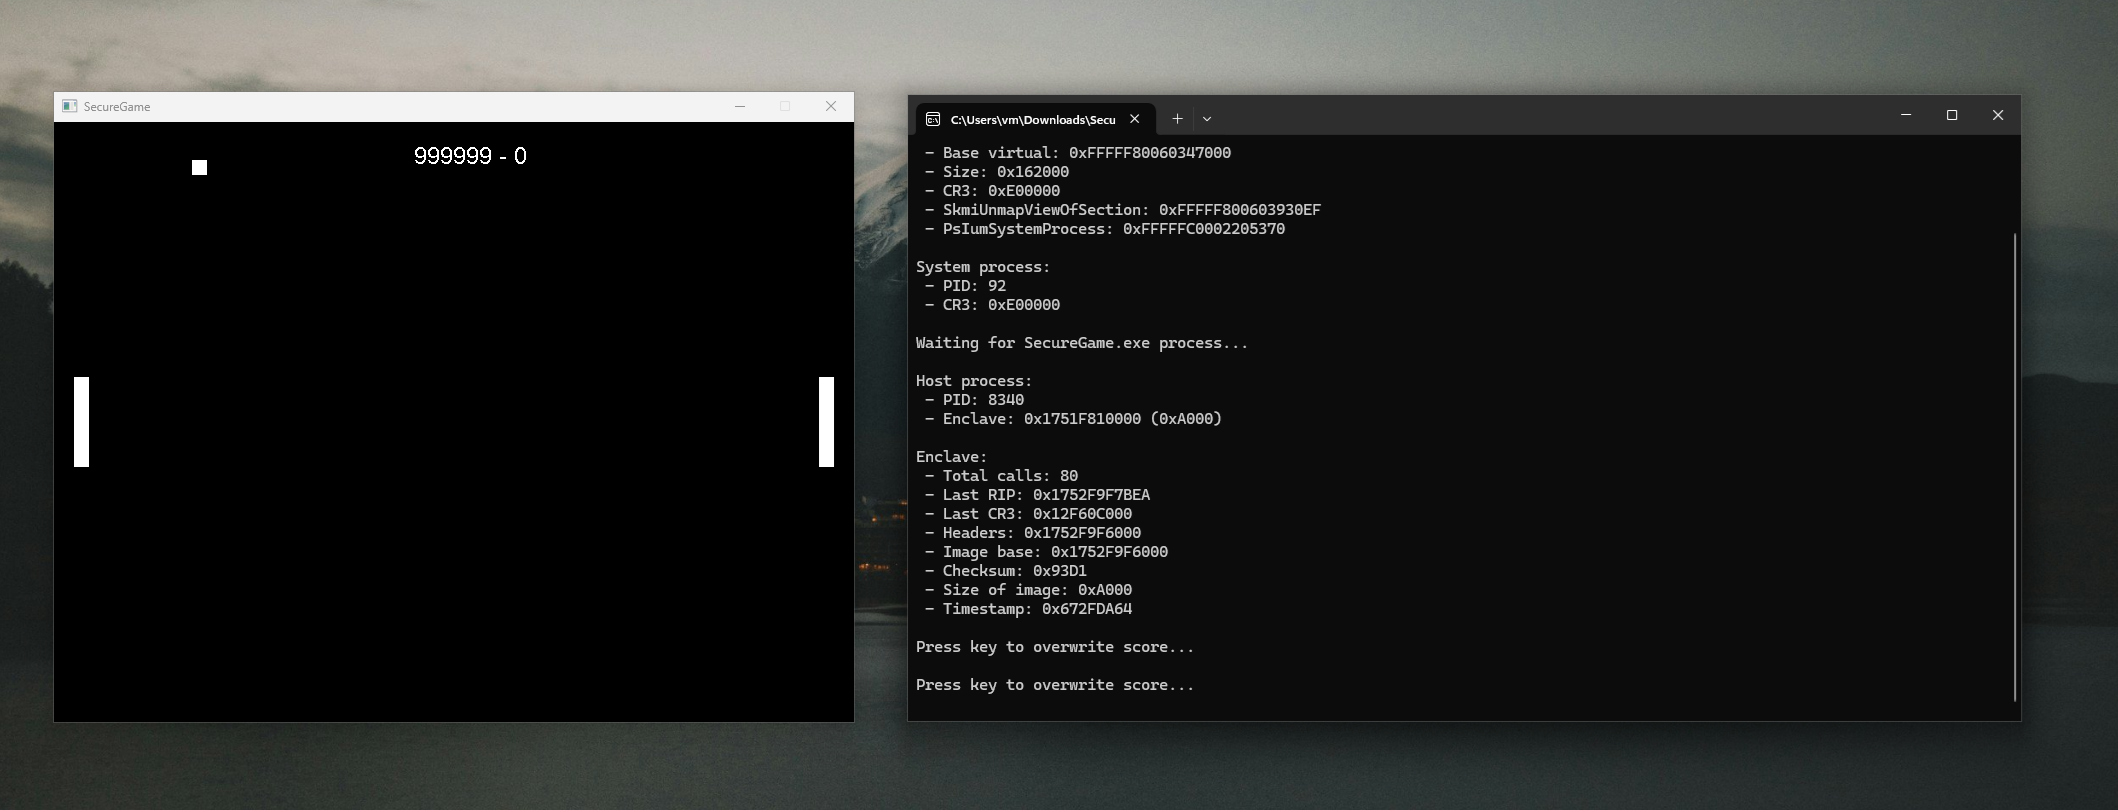 SecureGame
999999 - 0
C:\Users\vm\Downloads\Secu
- Base virtual: 0xFFFFF80060347000
- Size: 0x162000
- CR3: 0xE00000
- SkmiUnmapViewOfSection: 0xFFFFF800603930EF
- PsIumSystemProcess: 0xFFFFFC0002205370
System process:
- PID: 92
- CR3: 0xE00000
Waiting for SecureGame.exe process...
Host process:
- PID: 8340
- Enclave: 0x1751F810000 (0xA000)
Enclave:
- Total calls: 80
- Last RIP: 0x1752F9F7BEA
- Last CR3: 0x12F60C000
- Headers: 0x1752F9F6000
- Image base: 0x1752F9F6000
- Checksum: 0x93D1
- Size of image: 0xA000
- Timestamp: 0x672FDA64
Press key to overwrite score...
Press key to overwrite score...